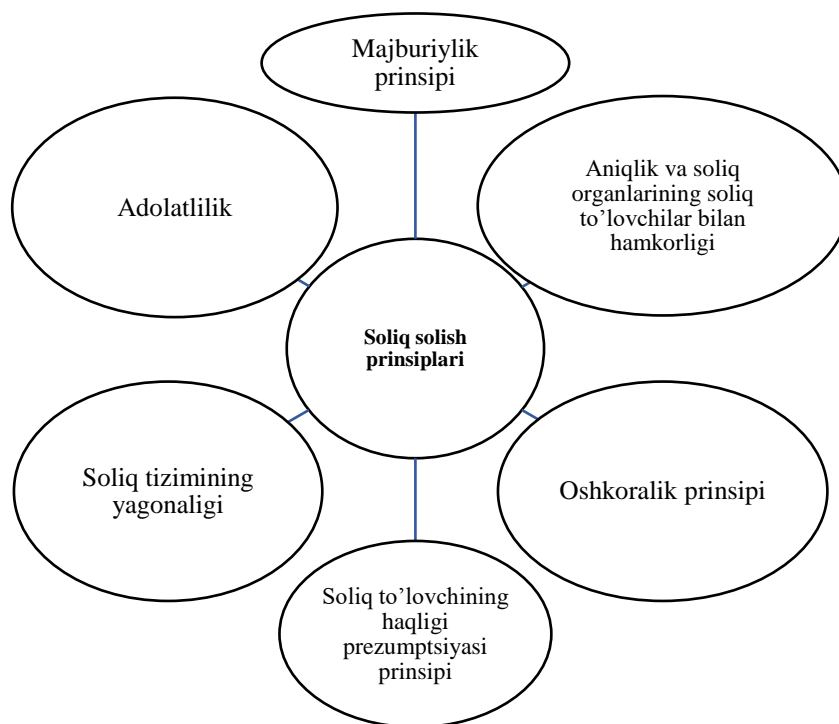 Majburiylik
prinsipi
Adolatlilik
Aniqlik va soliq
organlarining soliq
to’lovchilar bilan
hamkorligi
Soliq solish
prinsiplari
Soliq tizimining
yagonaligi
Oshkoralik prinsipi
Soliq to’lovchining
haqligi
prezumptsiyasi
prinsipi